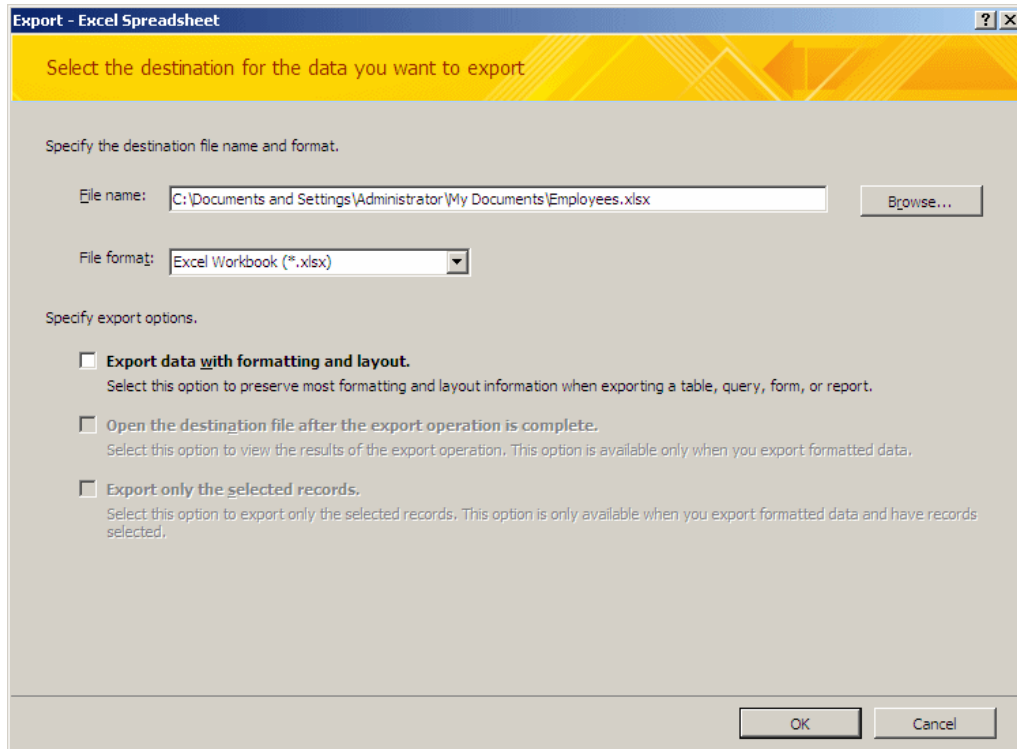 Export - Excel Spreadsheet
Select the destination for the data you want to export
Specify the destination file name and format.
File name: C:\Documents and Settings\Administrator\My Documents\Employees.xlsx Browse...
File format: Excel Workbook (*.xlsx)
Specify export options.
Export data with formatting and layout.
Select this option to preserve most formatting and layout information when exporting a table, query, form, or report.
Open the destination file after the export operation is complete.
Select this option to view the results of the export operation. This option is available only when you export formatted data.
Export only the selected records.
Select this option to export only the selected records. This option is only available when you export formatted data and have records
selected.
OK Cancel